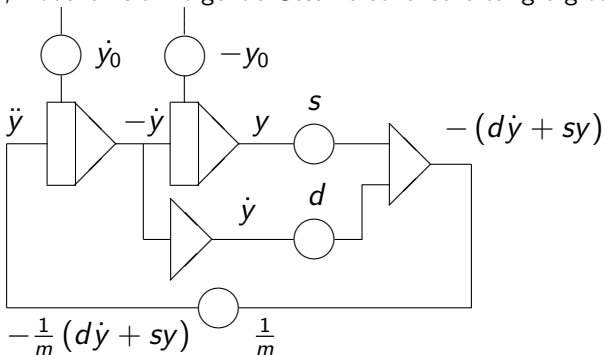 ẏ₀
−y₀
ÿ
−ẏ
y
s
−(dẏ + sy)
ẏ
d
−1/m (dẏ + sy)
1/m